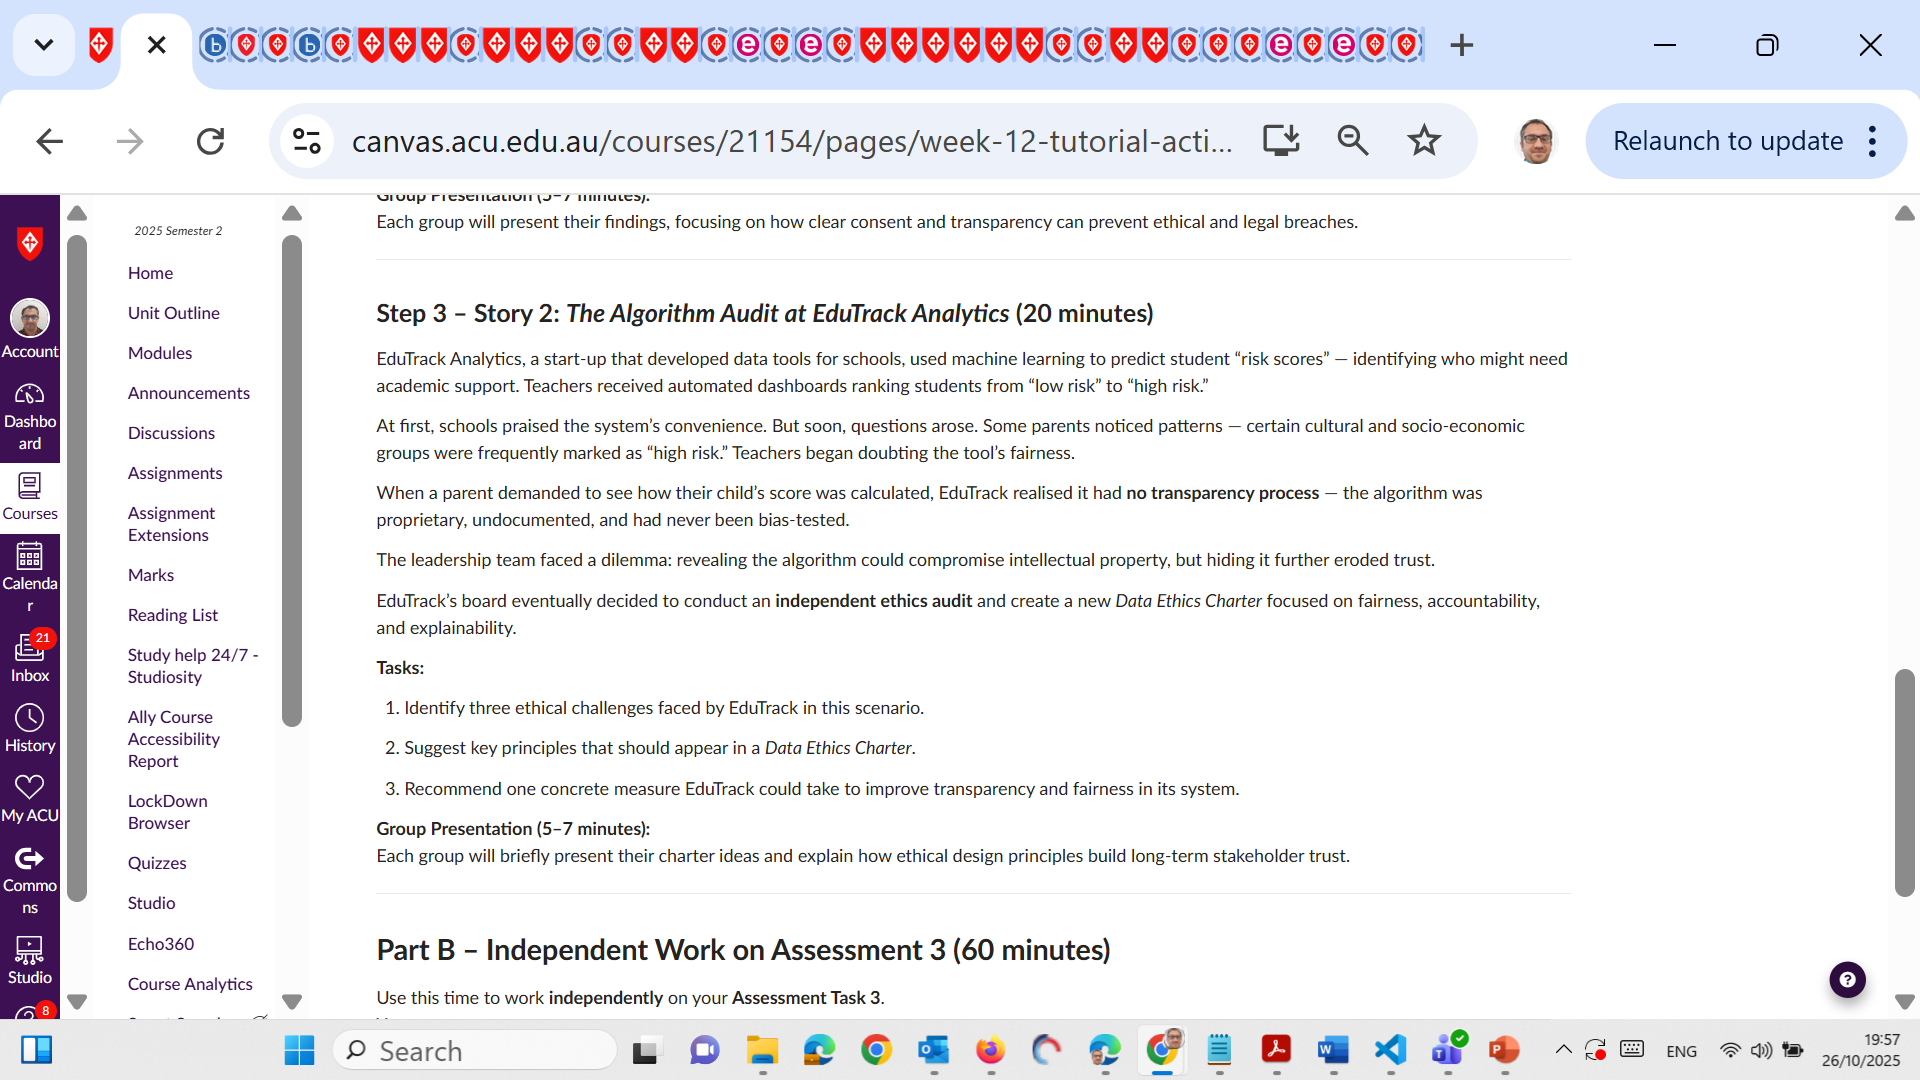 canvas.acu.edu.au/courses/21154/pages/week-12-tutorial-acti...
Relaunch to update
Account
Dashbo
ard
Courses
Calenda
r
21
Inbox
History
My ACU
Commo
ns
Studio
8
2025 Semester 2
Home
Unit Outline
Modules
Announcements
Discussions
Assignments
Assignment
Extensions
Marks
Reading List
Study help 24/7 -
Studiosity
Ally Course
Accessibility
Report
LockDown
Browser
Quizzes
Studio
Echo360
Course Analytics
Group Presentation (5–7 minutes):
Each group will present their findings, focusing on how clear consent and transparency can prevent ethical and legal breaches.
Step 3 – Story 2: The Algorithm Audit at EduTrack Analytics (20 minutes)
EduTrack Analytics, a start-up that developed data tools for schools, used machine learning to predict student “risk scores” — identifying who might need
academic support. Teachers received automated dashboards ranking students from “low risk” to “high risk.”
At first, schools praised the system’s convenience. But soon, questions arose. Some parents noticed patterns — certain cultural and socio-economic
groups were frequently marked as “high risk.” Teachers began doubting the tool’s fairness.
When a parent demanded to see how their child’s score was calculated, EduTrack realised it had no transparency process — the algorithm was
proprietary, undocumented, and had never been bias-tested.
The leadership team faced a dilemma: revealing the algorithm could compromise intellectual property, but hiding it further eroded trust.
EduTrack’s board eventually decided to conduct an independent ethics audit and create a new Data Ethics Charter focused on fairness, accountability,
and explainability.
Tasks:
1. Identify three ethical challenges faced by EduTrack in this scenario.
2. Suggest key principles that should appear in a Data Ethics Charter.
3. Recommend one concrete measure EduTrack could take to improve transparency and fairness in its system.
Group Presentation (5–7 minutes):
Each group will briefly present their charter ideas and explain how ethical design principles build long-term stakeholder trust.
Part B – Independent Work on Assessment 3 (60 minutes)
Use this time to work independently on your Assessment Task 3.
Search
ENG
19:57
26/10/2025